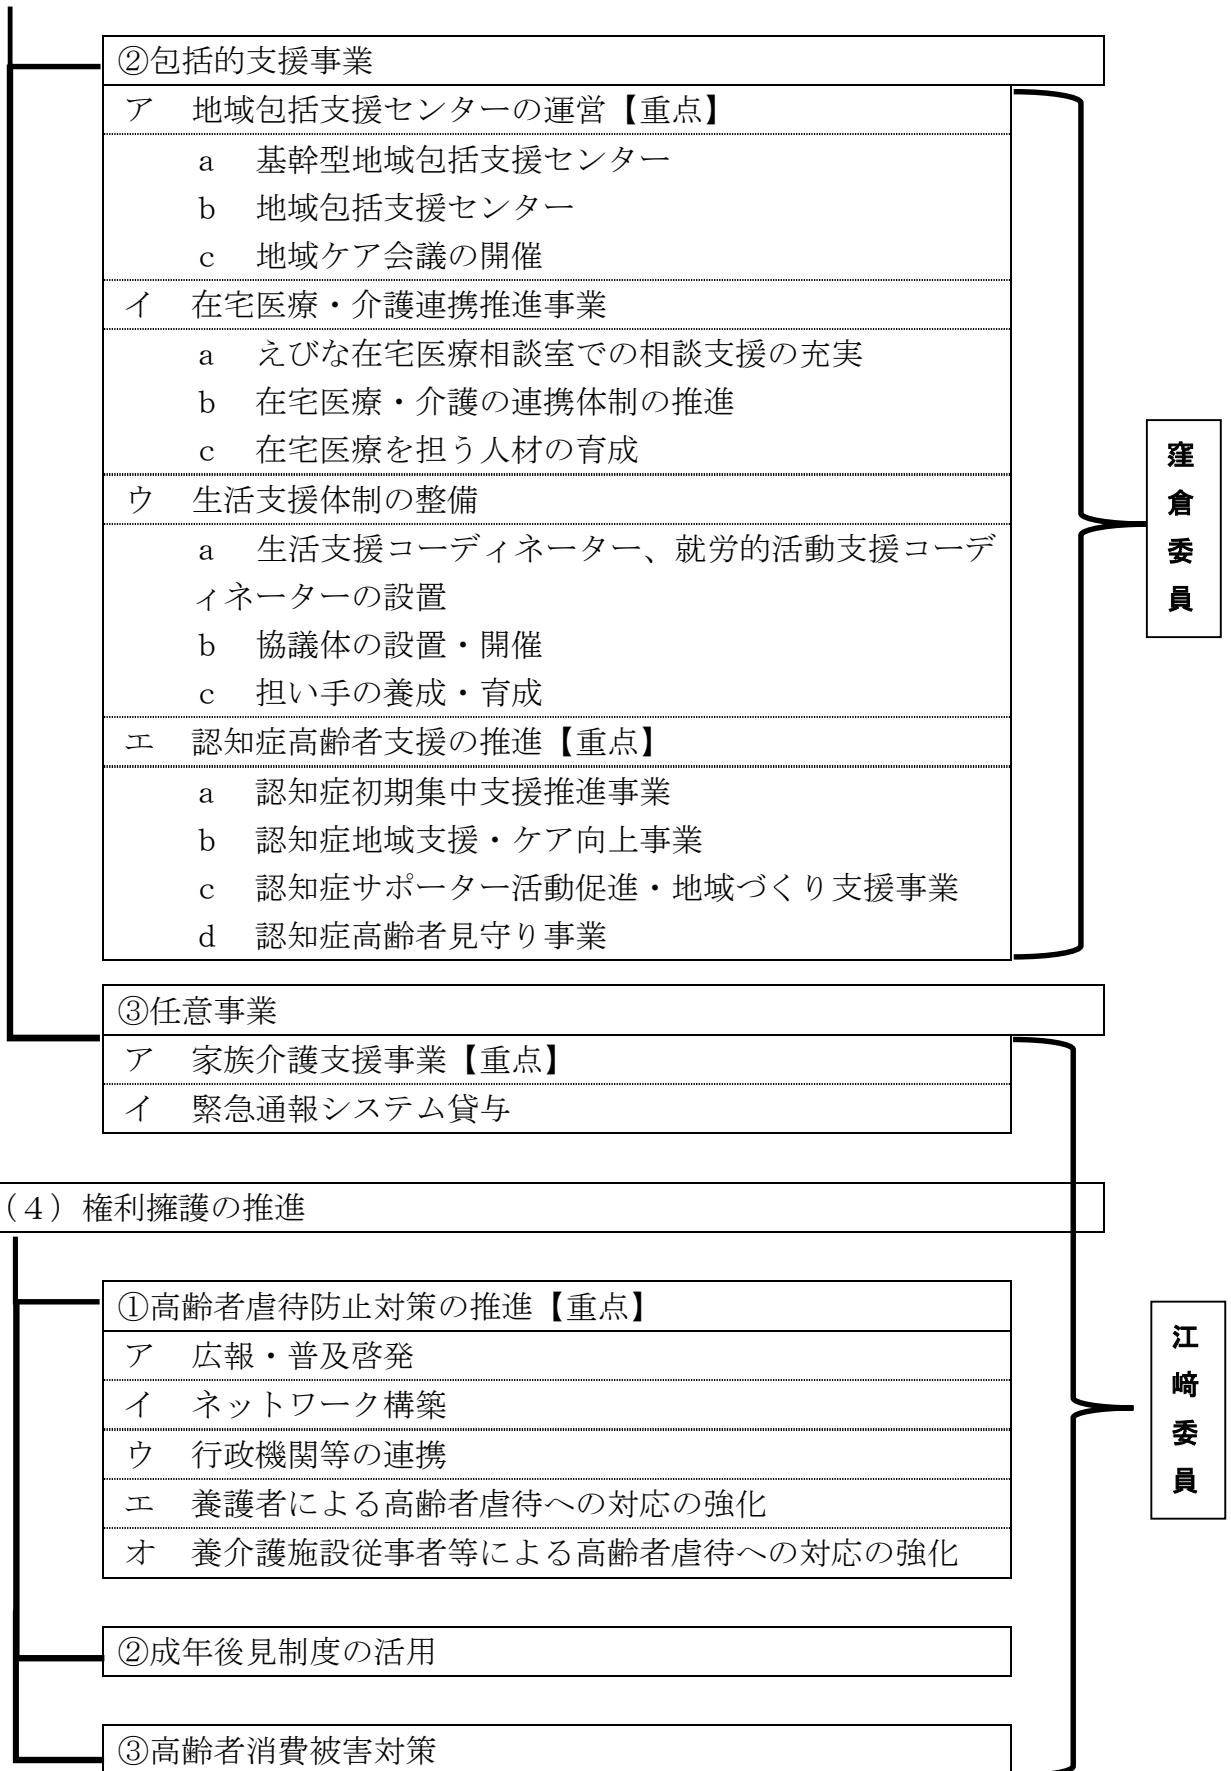 ②包括的支援事業
ア　地域包括支援センターの運営【重点】
a　基幹型地域包括支援センター
b　地域包括支援センター
c　地域ケア会議の開催
イ　在宅医療・介護連携推進事業
a　えびな在宅医療相談室での相談支援の充実
b　在宅医療・介護の連携体制の推進
c　在宅医療を担う人材の育成
ウ　生活支援体制の整備
a　生活支援コーディネーター、就労的活動支援コーデ
ィネーターの設置
b　協議体の設置・開催
c　担い手の養成・育成
エ　認知症高齢者支援の推進【重点】
a　認知症初期集中支援推進事業
b　認知症地域支援・ケア向上事業
c　認知症サポーター活動促進・地域づくり支援事業
d　認知症高齢者見守り事業
窪倉委員
③任意事業
ア　家族介護支援事業【重点】
イ　緊急通報システム貸与
（４）権利擁護の推進
①高齢者虐待防止対策の推進【重点】
ア　広報・普及啓発
イ　ネットワーク構築
ウ　行政機関等の連携
エ　養護者による高齢者虐待への対応の強化
オ　養介護施設従事者等による高齢者虐待への対応の強化
②成年後見制度の活用
③高齢者消費被害対策
江﨑委員